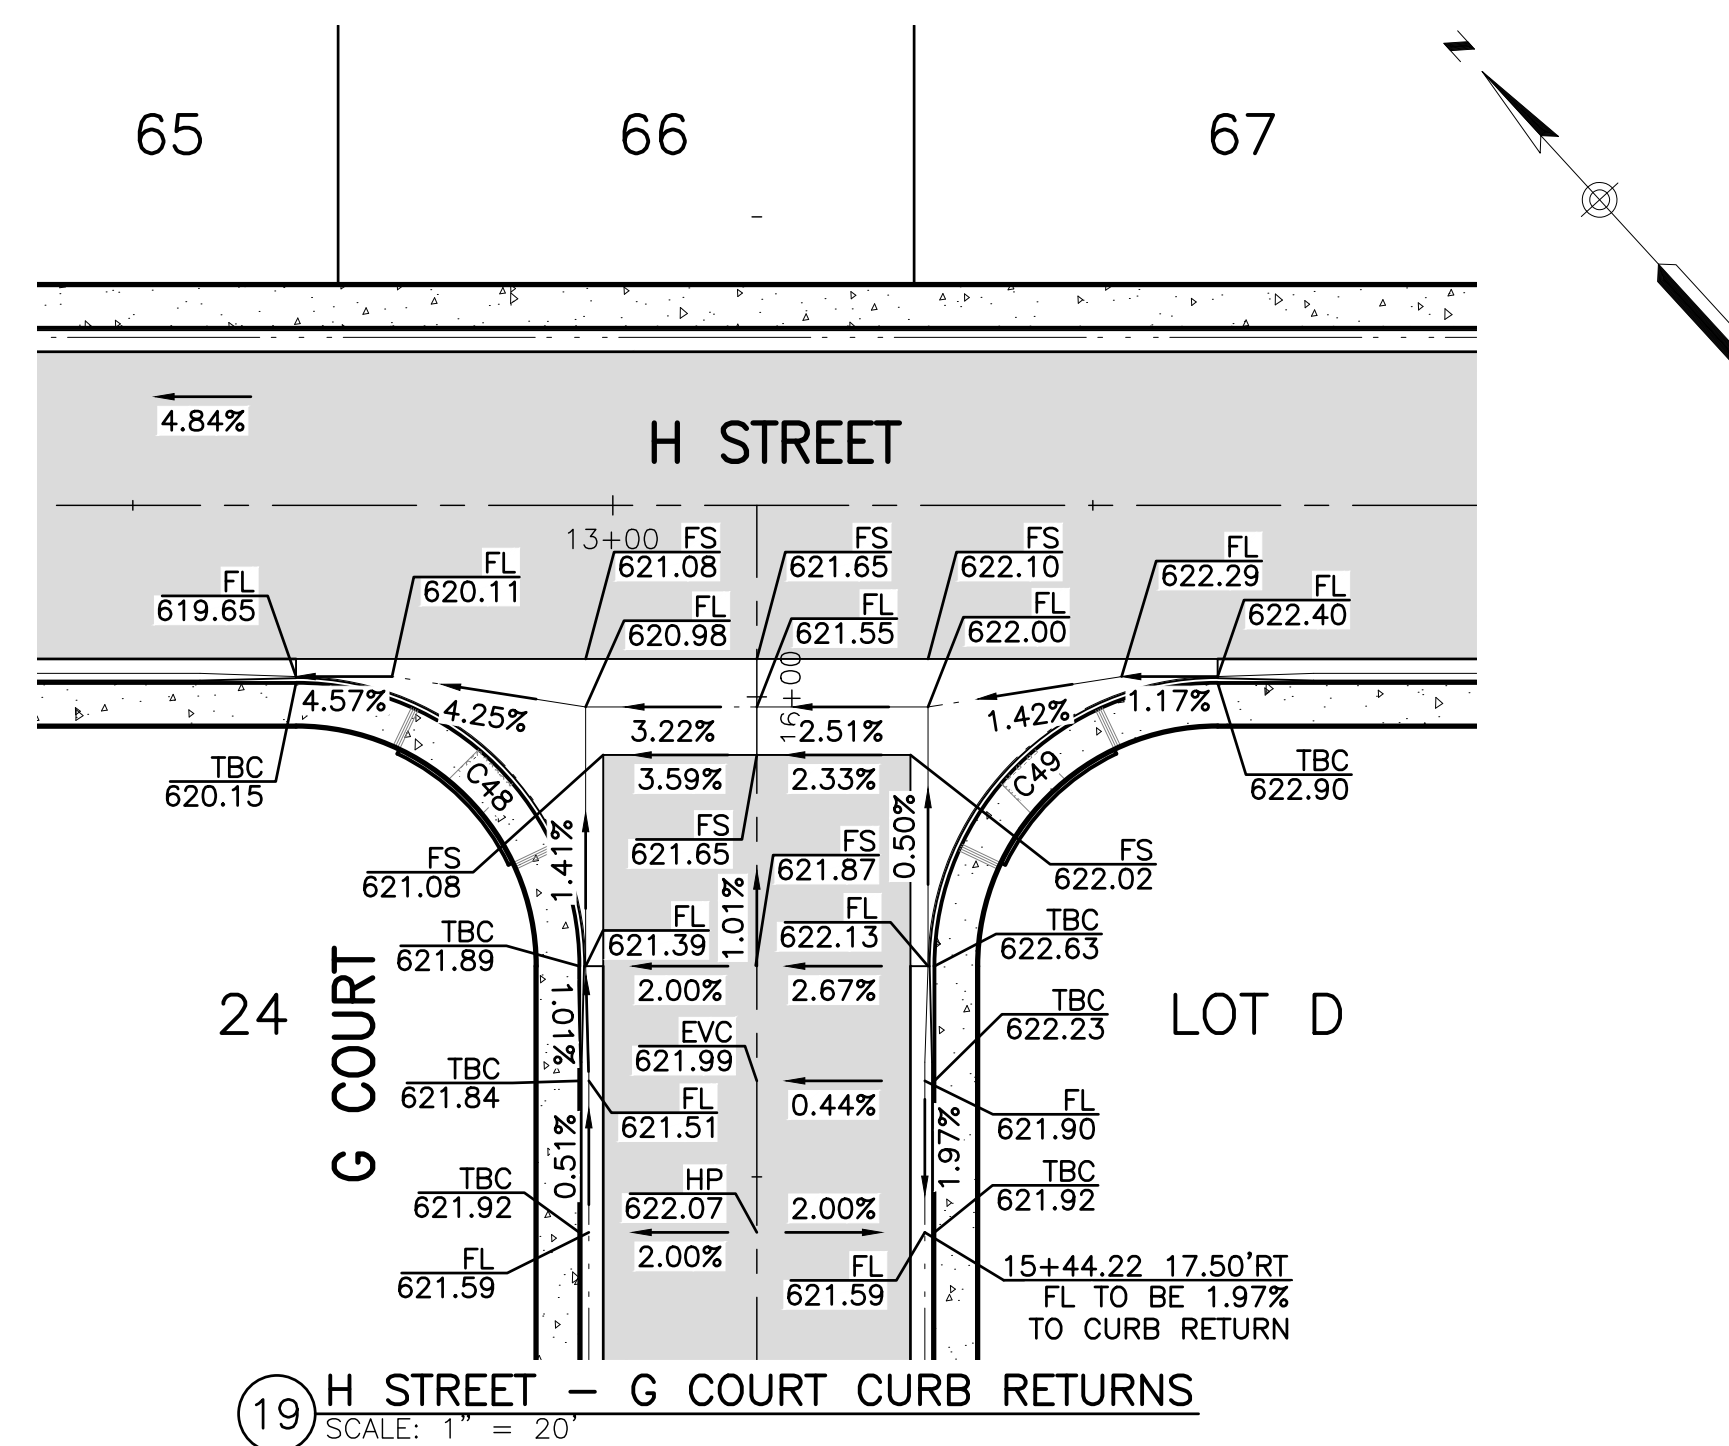 65
66
67
N
4.84%
H STREET
13+00
FS
621.08
FS
621.65
FS
622.10
FL
622.29
FL
620.11
FL
619.65
FL
620.98
FL
621.55
FL
622.00
FL
622.40
16+00
4.57%
4.25%
3.22%
2.51%
1.42%
1.17%
TBC
620.15
C48
3.59%
2.33%
C49
TBC
622.90
FS
621.08
1.41%
FS
621.65
FS
621.87
0.50%
FS
622.02
TBC
621.89
FL
621.39
1.01%
FL
622.13
TBC
622.63
24
G COURT
1.01%
2.00%
2.67%
TBC
622.23
LOT D
EVC
621.99
TBC
621.84
FL
621.51
0.44%
FL
621.90
0.51%
1.97%
TBC
621.92
HP
622.07
2.00%
TBC
621.92
FL
621.59
2.00%
FL
621.59
15+44.22 17.50'RT
FL TO BE 1.97%
TO CURB RETURN
19
H STREET – G COURT CURB RETURNS
SCALE: 1" = 20'